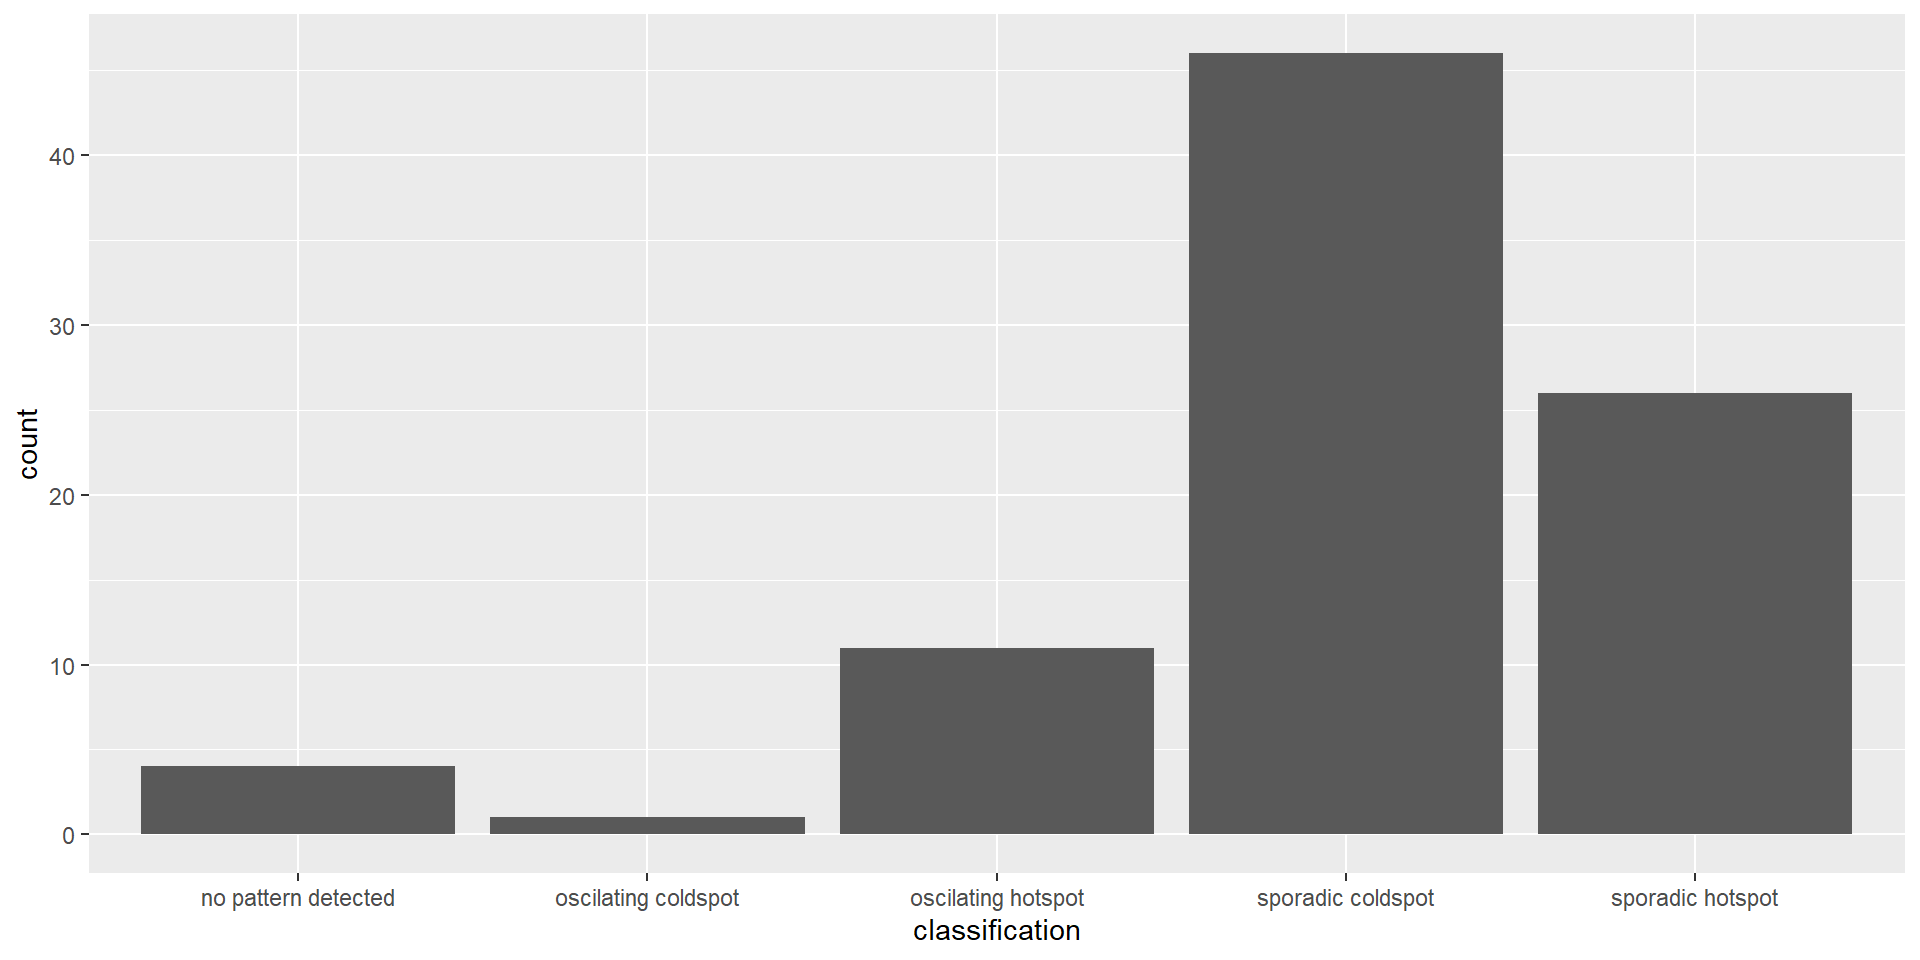 count
40
30
20
10
0
no pattern detected
oscilating coldspot
oscilating hotspot
sporadic coldspot
sporadic hotspot
classification